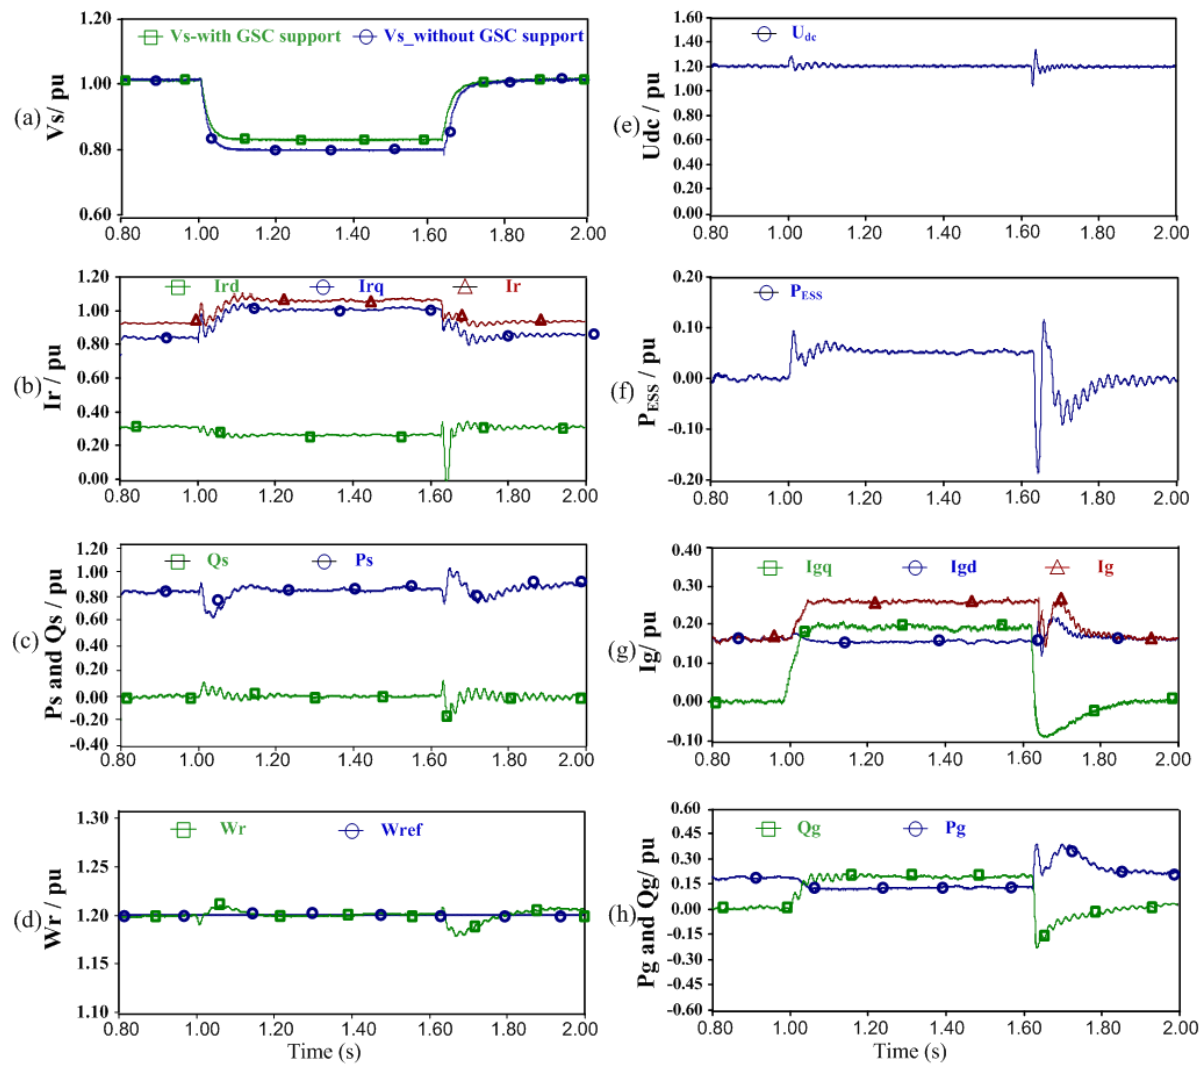 (a)
Vs/ pu
1.20
1.00
0.80
0.60
Vs-with GSC support
Vs_without GSC support
0.80 1.00 1.20 1.40 1.60 1.80 2.00
(b)
Ir / pu
1.20
1.00
0.80
0.60
0.40
0.20
0.00
Ird Irq Ir
0.80 1.00 1.20 1.40 1.60 1.80 2.00
(c)
Ps and Qs / pu
1.20
1.00
0.80
0.60
0.40
0.20
0.00
-0.20
-0.40
Qs Ps
0.80 1.00 1.20 1.40 1.60 1.80 2.00
(d)
Wr / pu
1.30
1.25
1.20
1.15
1.10
Wr Wref
0.80 1.00 1.20 1.40 1.60 1.80 2.00
Time (s)
(e)
Udc / pu
1.60
1.40
1.20
1.00
0.80
0.60
0.40
0.20
0.00
Udc
0.80 1.00 1.20 1.40 1.60 1.80 2.00
(f)
PESS / pu
0.20
0.10
0.00
-0.10
-0.20
PESS
0.80 1.00 1.20 1.40 1.60 1.80 2.00
(g)
Ig/ pu
0.40
0.30
0.20
0.10
0.00
-0.10
Igq Igd Ig
0.80 1.00 1.20 1.40 1.60 1.80 2.00
(h)
Pg and Qg/ pu
0.60
0.45
0.30
0.15
0.00
-0.15
-0.30
-0.45
-0.60
Qg Pg
0.80 1.00 1.20 1.40 1.60 1.80 2.00
Time (s)